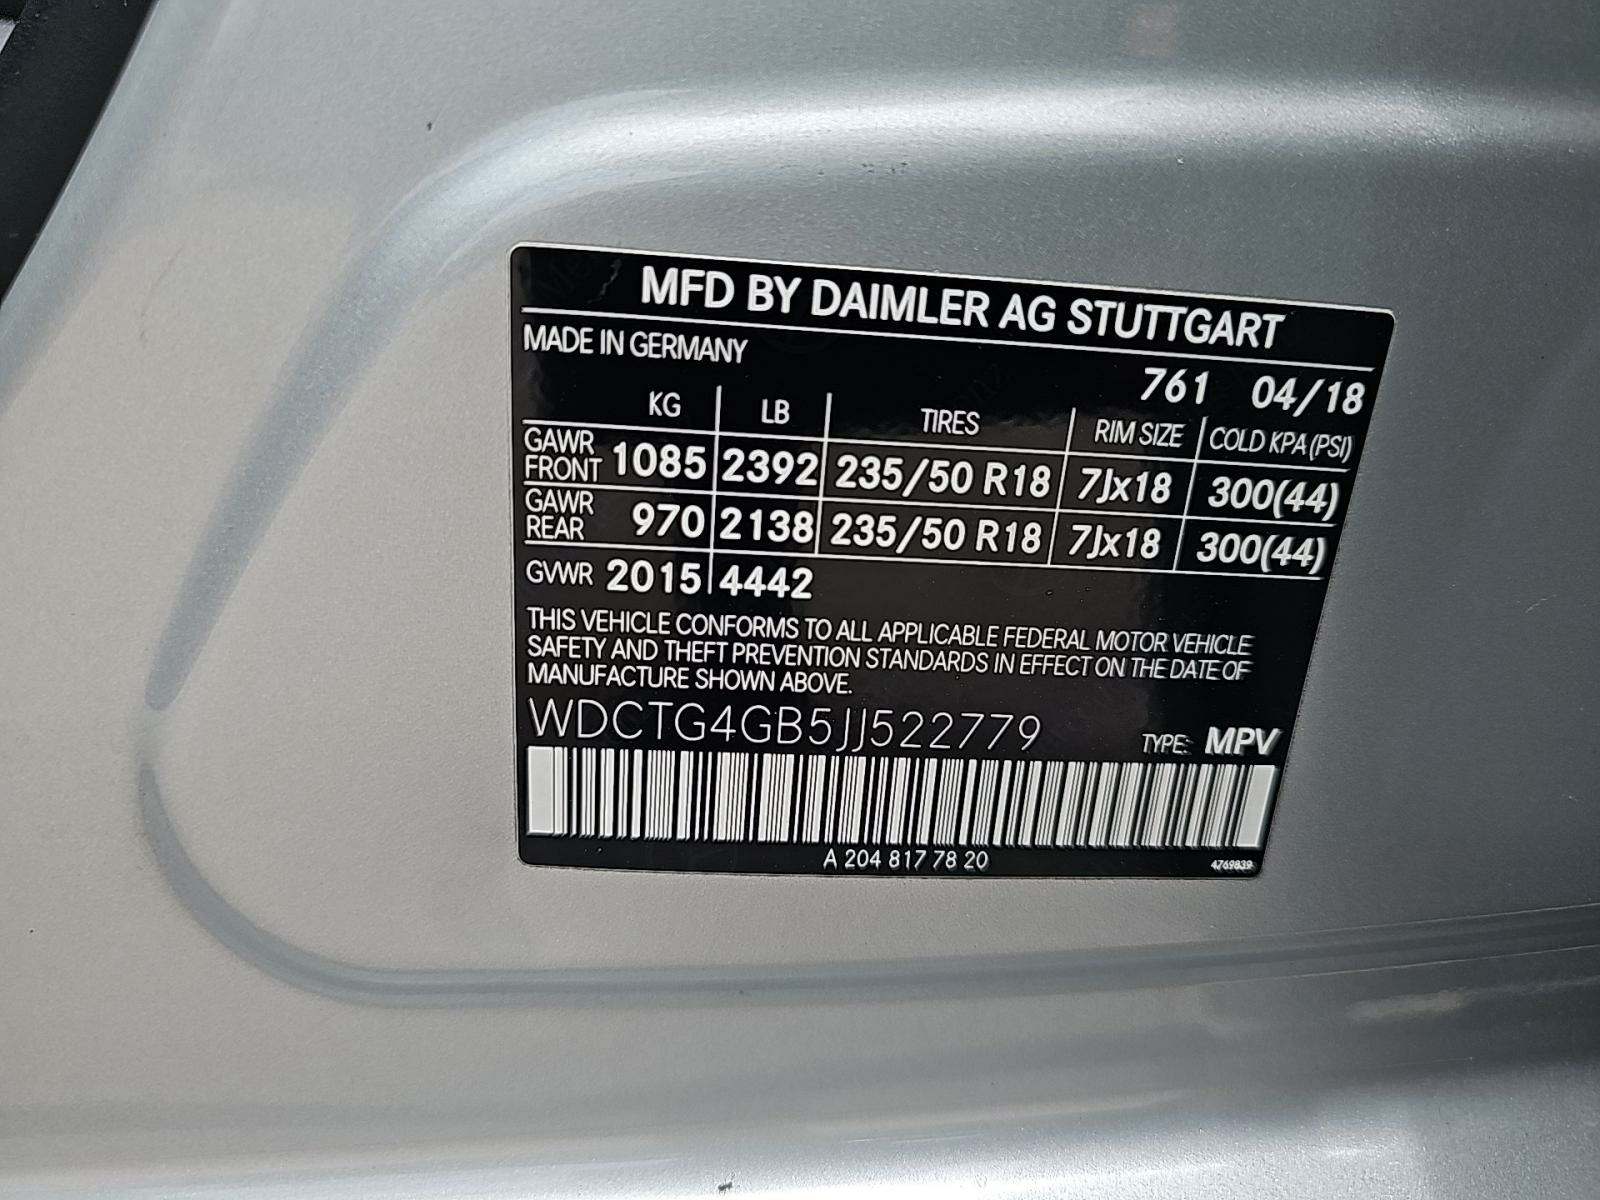 MFD BY DAIMLER AG STUTTGART
MADE IN GERMANY
761 04/18
KG LB TIRES RIM SIZE COLD KPA (PSI)
GAWR FRONT 1085 2392 235/50 R18 7Jx18 300(44)
GAWR REAR 970 2138 235/50 R18 7Jx18 300(44)
GVWR 2015 4442
THIS VEHICLE CONFORMS TO ALL APPLICABLE FEDERAL MOTOR VEHICLE
SAFETY AND THEFT PREVENTION STANDARDS IN EFFECT ON THE DATE OF
MANUFACTURE SHOWN ABOVE.
WDCTG4GB5JJ522779 TYPE: MPV
A 204 817 78 20 4769839